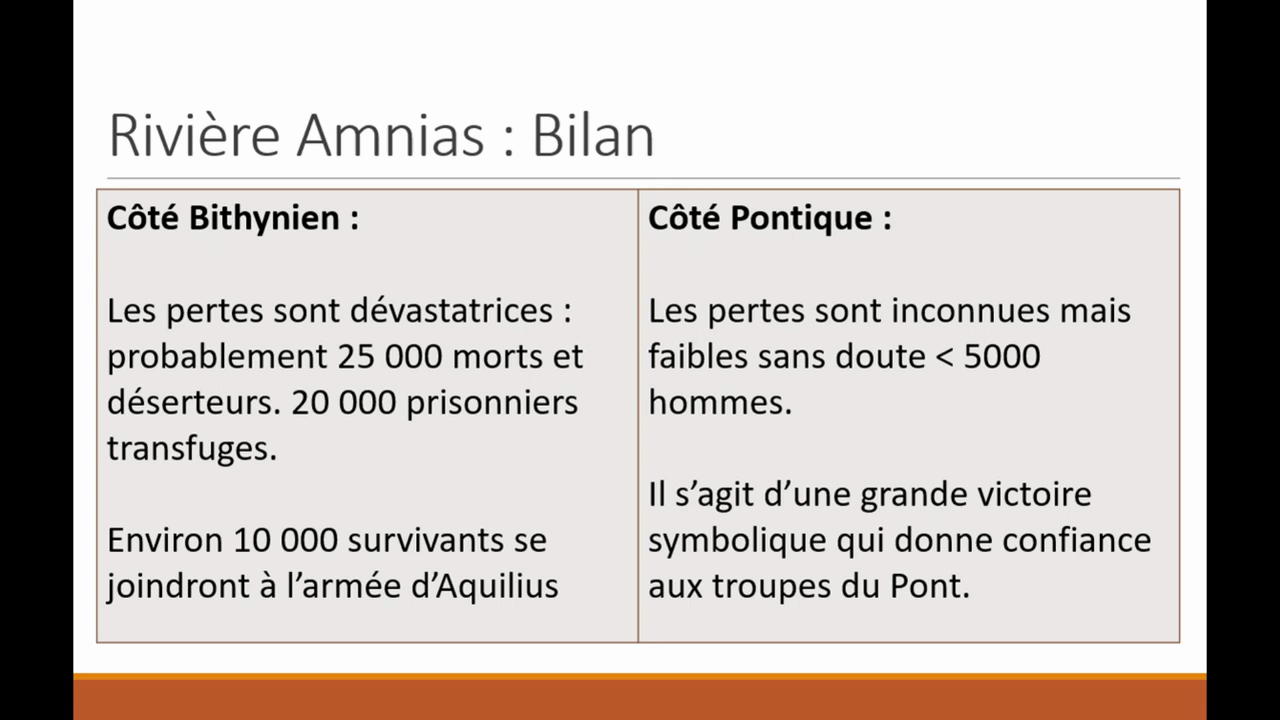 Rivière Amnias : Bilan
Côté Bithynien :
Les pertes sont dévastatrices :
probablement 25 000 morts et
déserteurs. 20 000 prisonniers
transfuges.
Environ 10 000 survivants se
joindront à l’armée d’Aquilius
Côté Pontique :
Les pertes sont inconnues mais
faibles sans doute < 5000
hommes.
Il s’agit d’une grande victoire
symbolique qui donne confiance
aux troupes du Pont.